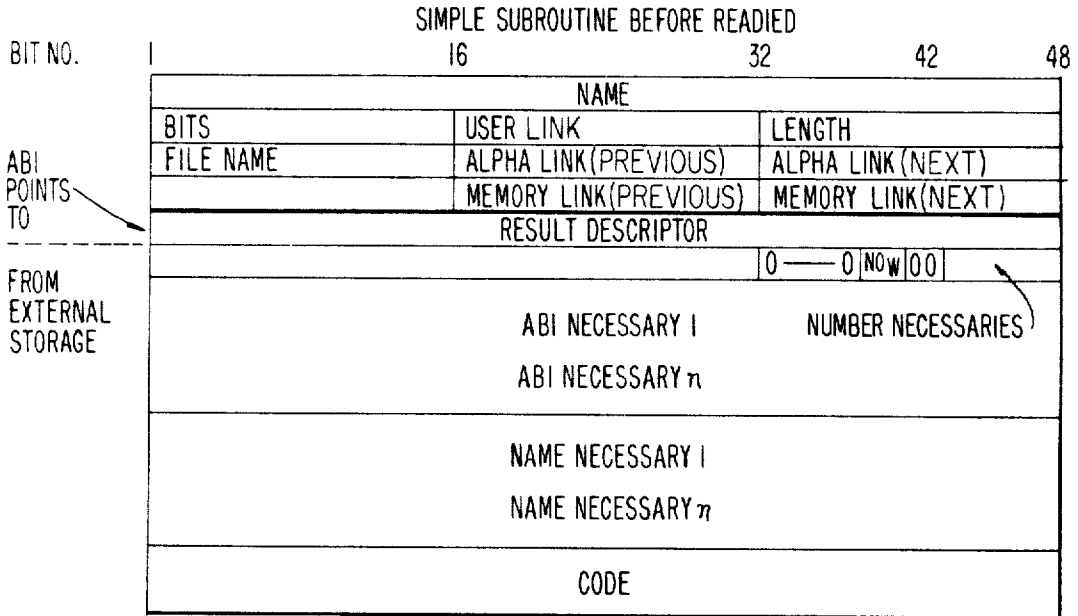 SIMPLE SUBROUTINE BEFORE READIED
BIT NO. 1 16 32 42 48
NAME
BITS USER LINK LENGTH
FILE NAME ALPHA LINK(PREVIOUS) ALPHA LINK(NEXT)
MEMORY LINK(PREVIOUS) MEMORY LINK(NEXT)
ABI
POINTS
TO
RESULT DESCRIPTOR
0 — 0 NOW 00
FROM
EXTERNAL
STORAGE
ABI NECESSARY 1
NUMBER NECESSARIES
ABI NECESSARY n
NAME NECESSARY 1
NAME NECESSARY n
CODE